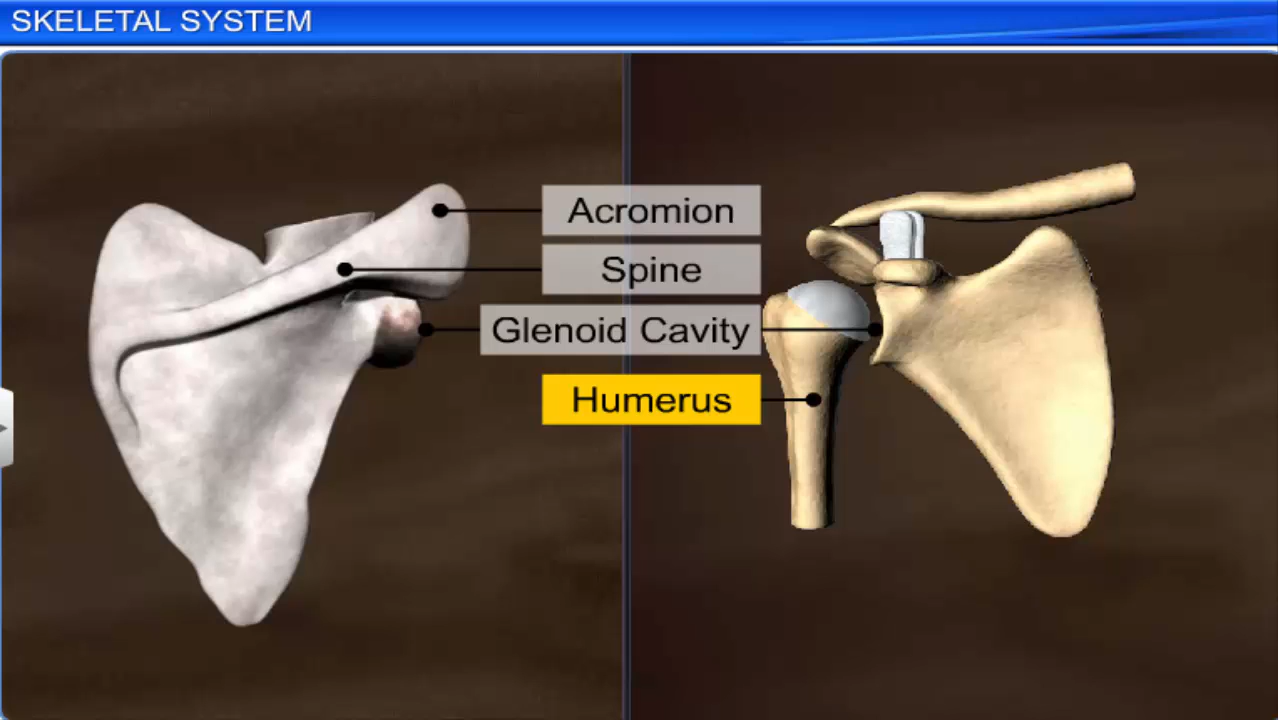 SKELETAL SYSTEM
Acromion
Spine
Glenoid Cavity
Humerus